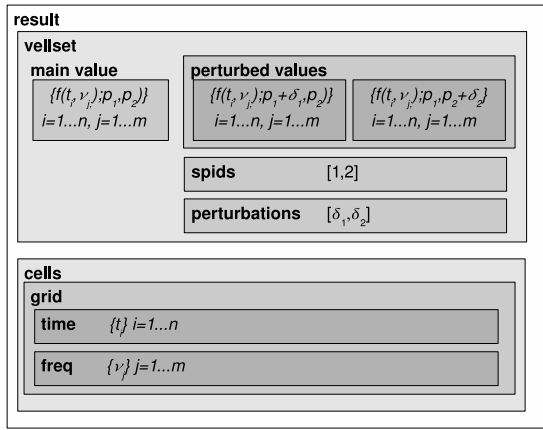 result
vellset
main value
{f(t_i, ν_j,);p_1,p_2)}
i=1...n, j=1...m
perturbed values
{f(t_i, ν_j,);p_1+δ_1,p_2)}
i=1...n, j=1...m
{f(t_i, ν_j,);p_1,p_2+δ_2}
i=1...n, j=1...m
spids [1,2]
perturbations [δ_1,δ_2]
cells
grid
time {t_i} i=1...n
freq {ν_j} j=1...m